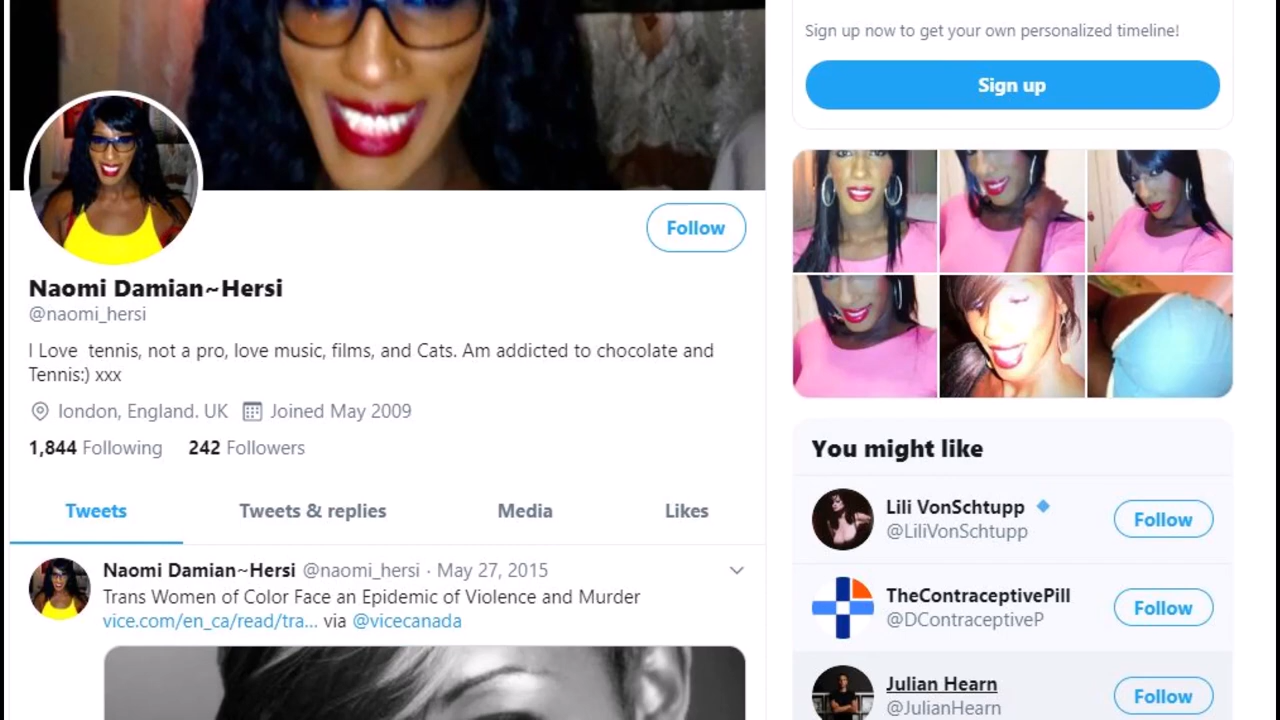 Sign up now to get your own personalized timeline!
Sign up
Follow
Naomi Damian~Hersi
@naomi_hersi
I Love tennis, not a pro, love music, films, and Cats. Am addicted to chocolate and
Tennis:) xxx
london, England. UK Joined May 2009
1,844 Following 242 Followers
Tweets Tweets & replies Media Likes
Naomi Damian~Hersi @naomi_hersi · May 27, 2015
Trans Women of Color Face an Epidemic of Violence and Murder
vice.com/en_ca/read/tra... via @vicecanada
You might like
Lili VonSchtupp
@LiliVonSchtupp
Follow
TheContraceptivePill
@DContraceptiveP
Follow
Julian Hearn
@JulianHearn
Follow